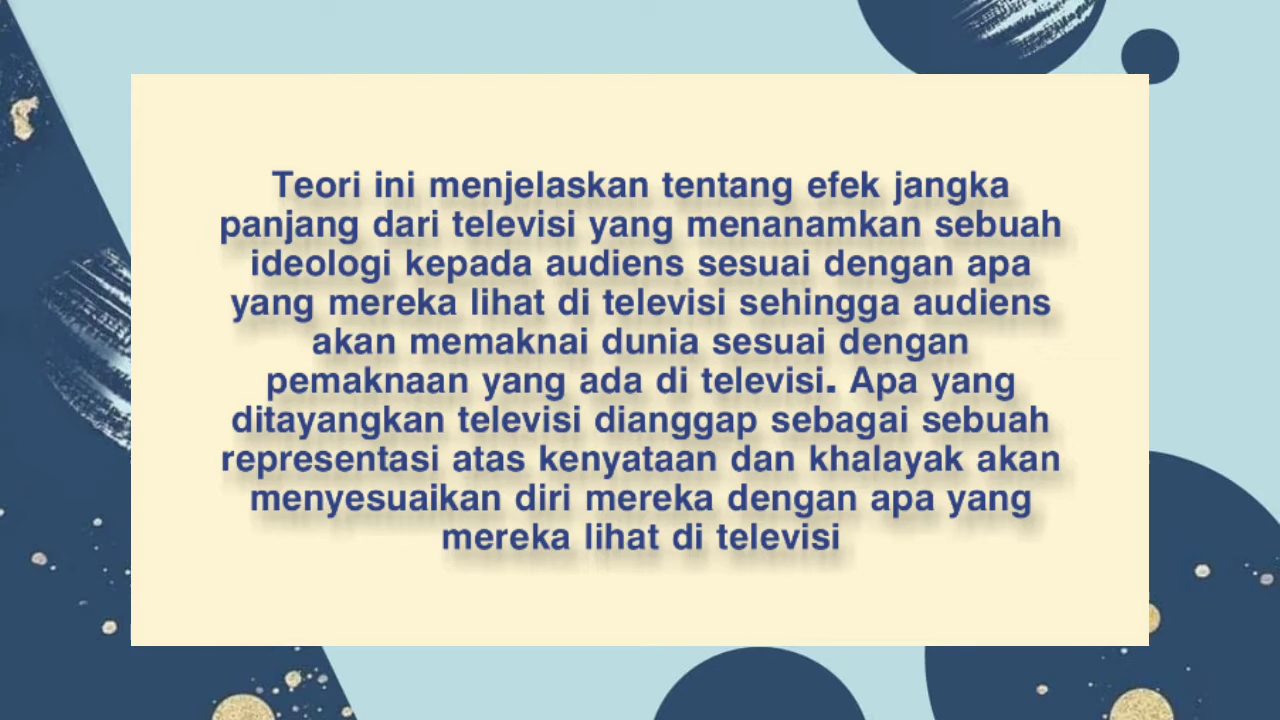 Teori ini menjelaskan tentang efek jangka
panjang dari televisi yang menanamkan sebuah
ideologi kepada audiens sesuai dengan apa
yang mereka lihat di televisi sehingga audiens
akan memaknai dunia sesuai dengan
pemaknaan yang ada di televisi. Apa yang
ditayangkan televisi dianggap sebagai sebuah
representasi atas kenyataan dan khalayak akan
menyesuaikan diri mereka dengan apa yang
mereka lihat di televisi